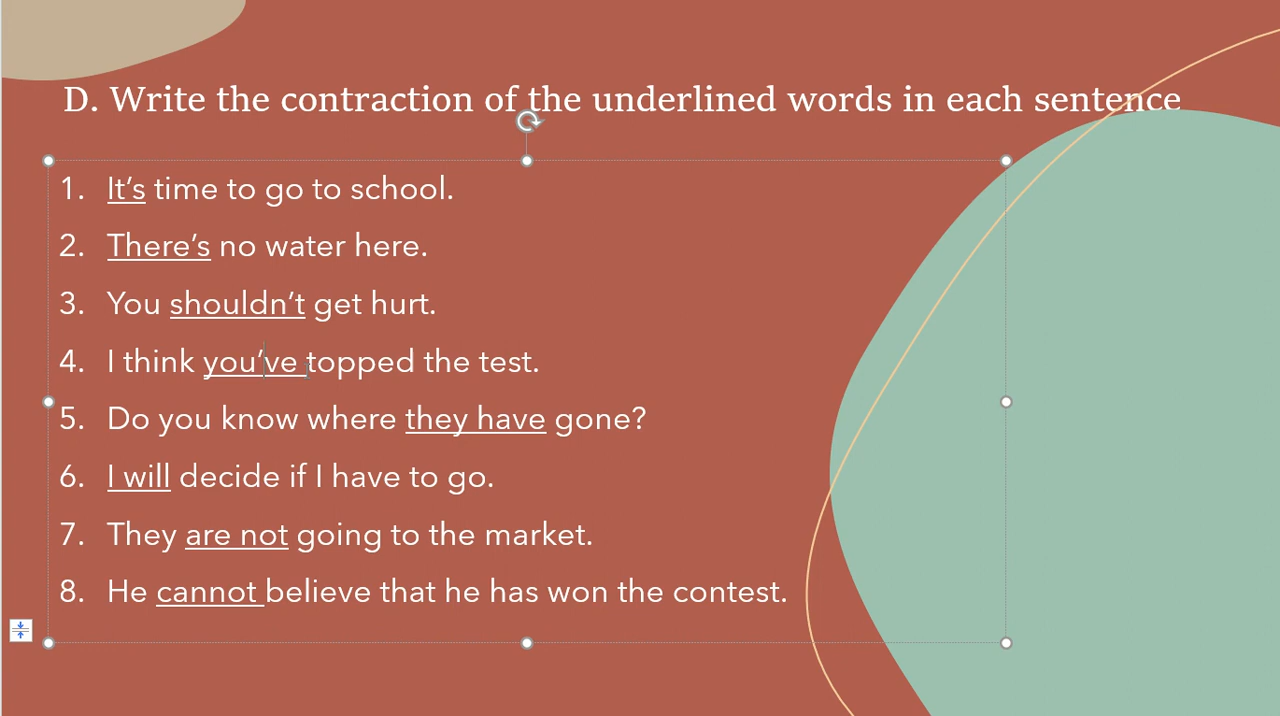 D. Write the contraction of the underlined words in each sentence
1. It’s time to go to school.
2. There’s no water here.
3. You shouldn’t get hurt.
4. I think you’ve topped the test.
5. Do you know where they have gone?
6. I will decide if I have to go.
7. They are not going to the market.
8. He cannot believe that he has won the contest.